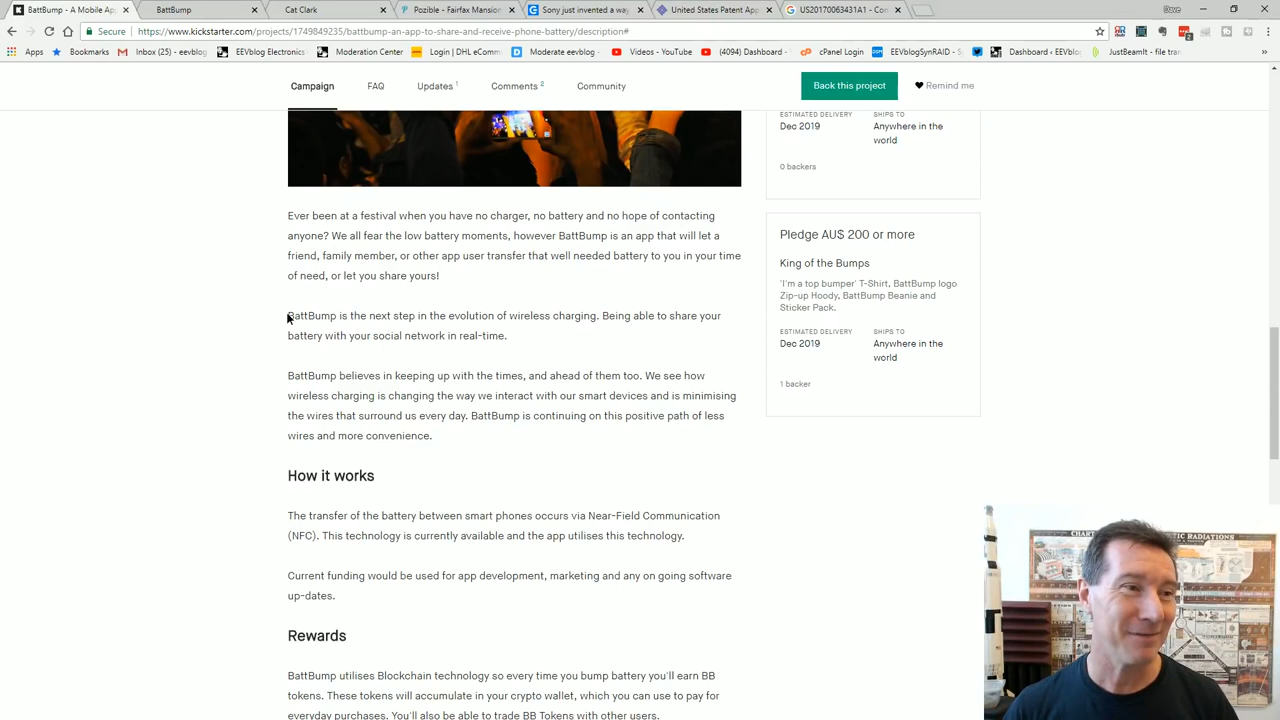 BattBump - A Mobile Ap
BattBump
Cat Clark
Pozible - Fairfax Mansion
Sony just invented a way
United States Patent App
US20170063431A1 - Con
Dave
Secure
https://www.kickstarter.com/projects/1749849235/battbump-an-app-to-share-and-receive-phone-battery/description#
Apps
Bookmarks
Inbox (25) - eevblog
EEVblog Electronics
Moderation Center
Login | DHL eComm
Moderate eevblog
Videos - YouTube
(4094) Dashboard -
cPanel Login
EEVblogSynRAID
Dashboard ‹ EEVblo
JustBeamIt - file tran
Campaign
FAQ
Updates 1
Comments 2
Community
Back this project
Remind me
Ever been at a festival when you have no charger, no battery and no hope of contacting
anyone? We all fear the low battery moments, however BattBump is an app that will let a
friend, family member, or other app user transfer that well needed battery to you in your time
of need, or let you share yours!
BattBump is the next step in the evolution of wireless charging. Being able to share your
battery with your social network in real-time.
BattBump believes in keeping up with the times, and ahead of them too. We see how
wireless charging is changing the way we interact with our smart devices and is minimising
the wires that surround us every day. BattBump is continuing on this positive path of less
wires and more convenience.
How it works
The transfer of the battery between smart phones occurs via Near-Field Communication
(NFC). This technology is currently available and the app utilises this technology.
Current funding would be used for app development, marketing and any on going software
up-dates.
Rewards
BattBump utilises Blockchain technology so every time you bump battery you'll earn BB
tokens. These tokens will accumulate in your crypto wallet, which you can use to pay for
everyday purchases. You'll also be able to trade BB Tokens with other users.
ESTIMATED DELIVERY
Dec 2019
SHIPS TO
Anywhere in the
world
0 backers
Pledge AU$ 200 or more
King of the Bumps
'I'm a top bumper' T-Shirt, BattBump logo
Zip-up Hoody, BattBump Beanie and
Sticker Pack.
ESTIMATED DELIVERY
Dec 2019
SHIPS TO
Anywhere in the
world
1 backer